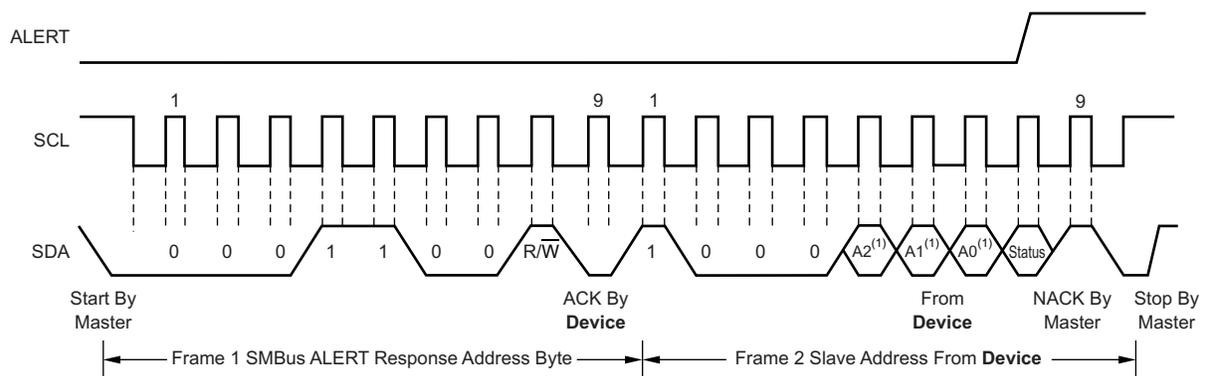 ALERT
1 9 1 9
SCL
SDA 0 0 0 1 1 0 0 R/W 1 0 0 0 A2(1) A1(1) A0(1) Status
Start By ACK By From NACK By Stop By
Master Device Device Master Master
Frame 1 SMBus ALERT Response Address Byte Frame 2 Slave Address From Device